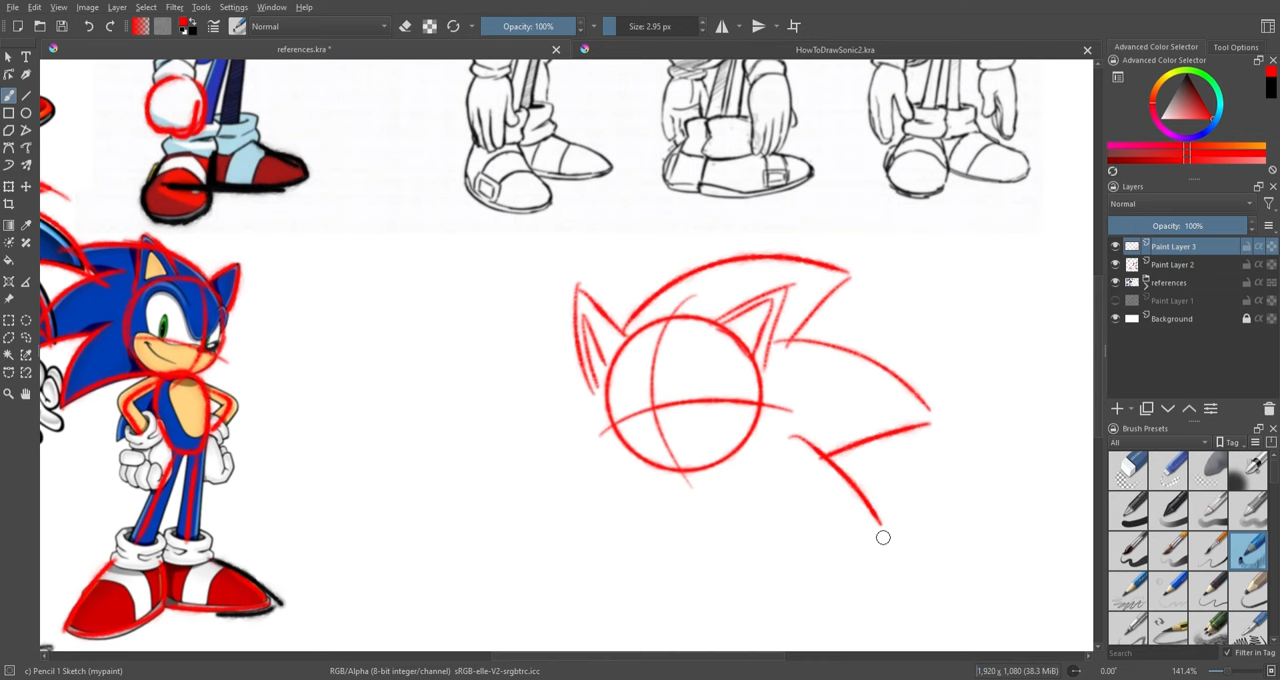 File Edit View Image Layer Select Filter Tools Settings Window Help
Normal Opacity: 100% Size: 2.95 px
references.kra * HowToDrawSonic2.kra
Advanced Color Selector Tool Options
Advanced Color Selector
Layers
Normal
Opacity: 100%
Paint Layer 3
Paint Layer 2
references
Paint Layer 1
Background
Brush Presets
All Tag
Search Filter in Tag
c) Pencil 1 Sketch (mypaint) RGB/Alpha (8-bit integer/channel) sRGB-elle-V2-srgbtrc.icc 1,920 x 1,080 (38.3 MiB) 0.00° 141.4%